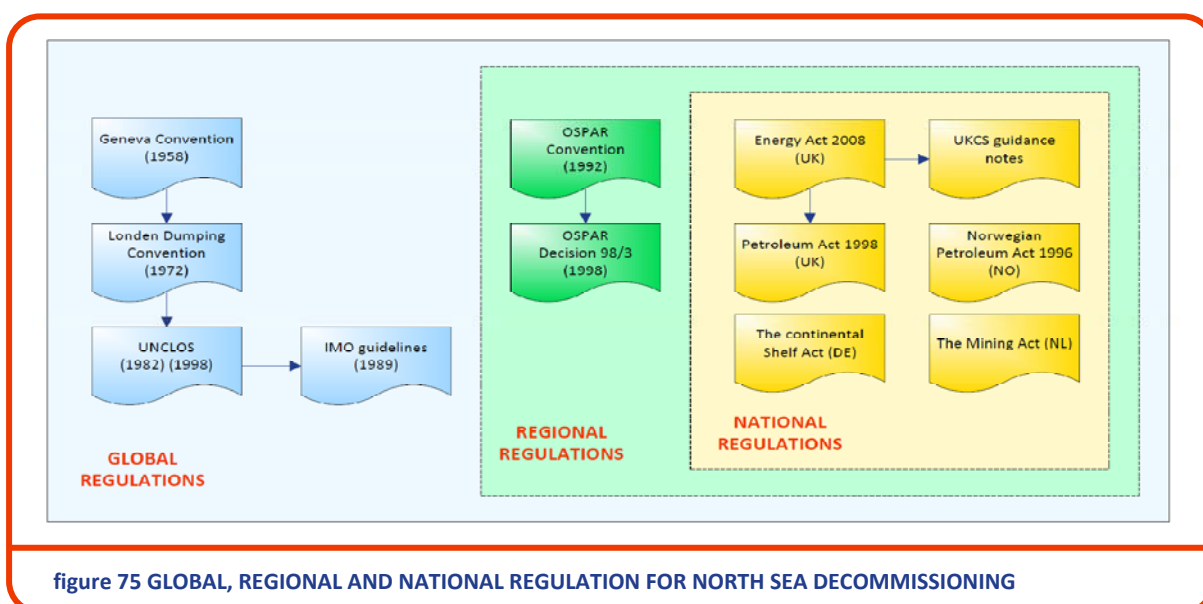 Geneva Convention
(1958)
Londen Dumping
Convention
(1972)
UNCLOS
(1982) (1998)
IMO guidelines
(1989)
GLOBAL
REGULATIONS
OSPAR
Convention
(1992)
OSPAR
Decision 98/3
(1998)
REGIONAL
REGULATIONS
Energy Act 2008
(UK)
UKCS guidance
notes
Petroleum Act 1998
(UK)
Norwegian
Petroleum Act 1996
(NO)
The continental
Shelf Act (DE)
The Mining Act (NL)
NATIONAL
REGULATIONS
figure 75 GLOBAL, REGIONAL AND NATIONAL REGULATION FOR NORTH SEA DECOMMISSIONING